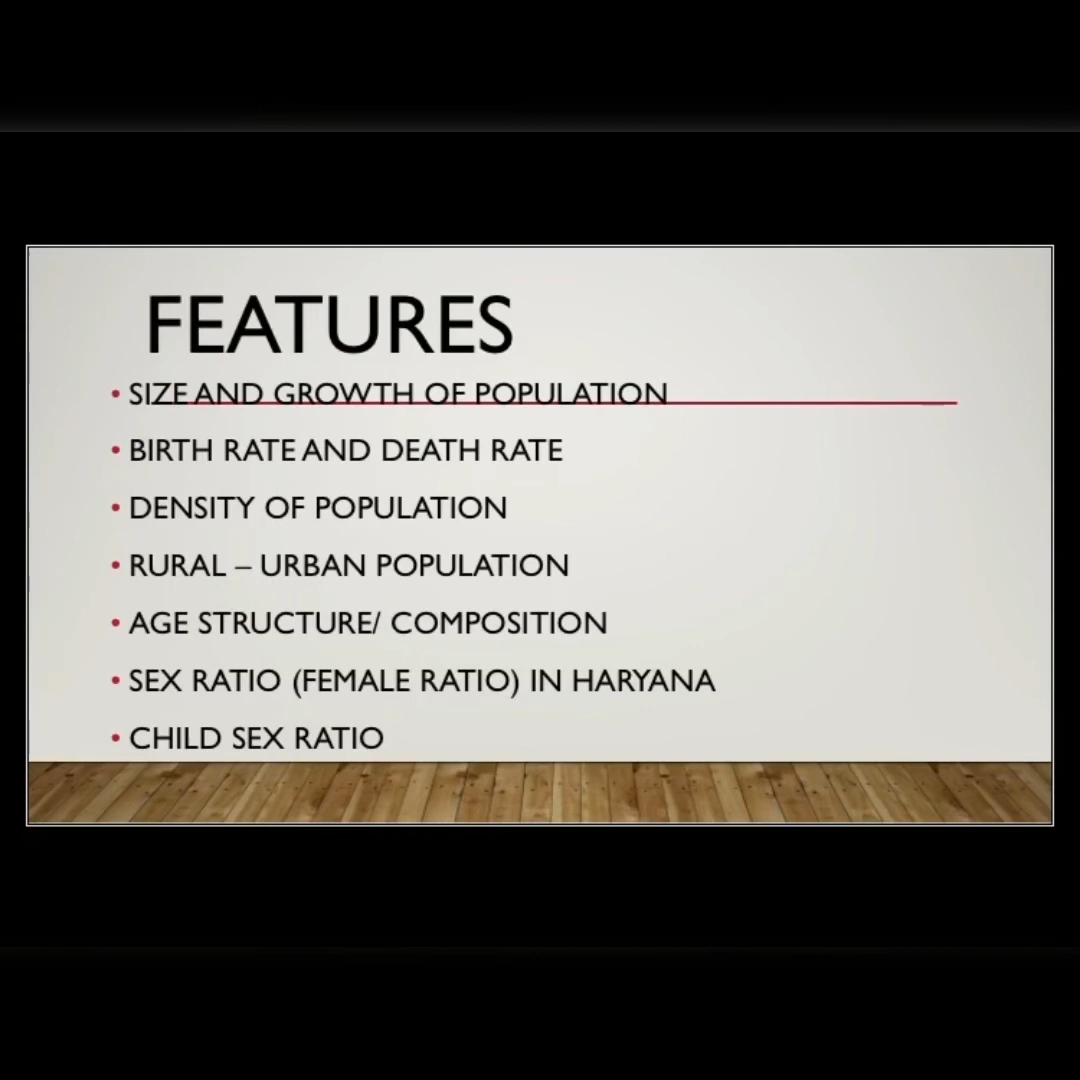 FEATURES
• SIZE AND GROWTH OF POPULATION
• BIRTH RATE AND DEATH RATE
• DENSITY OF POPULATION
• RURAL – URBAN POPULATION
• AGE STRUCTURE/ COMPOSITION
• SEX RATIO (FEMALE RATIO) IN HARYANA
• CHILD SEX RATIO